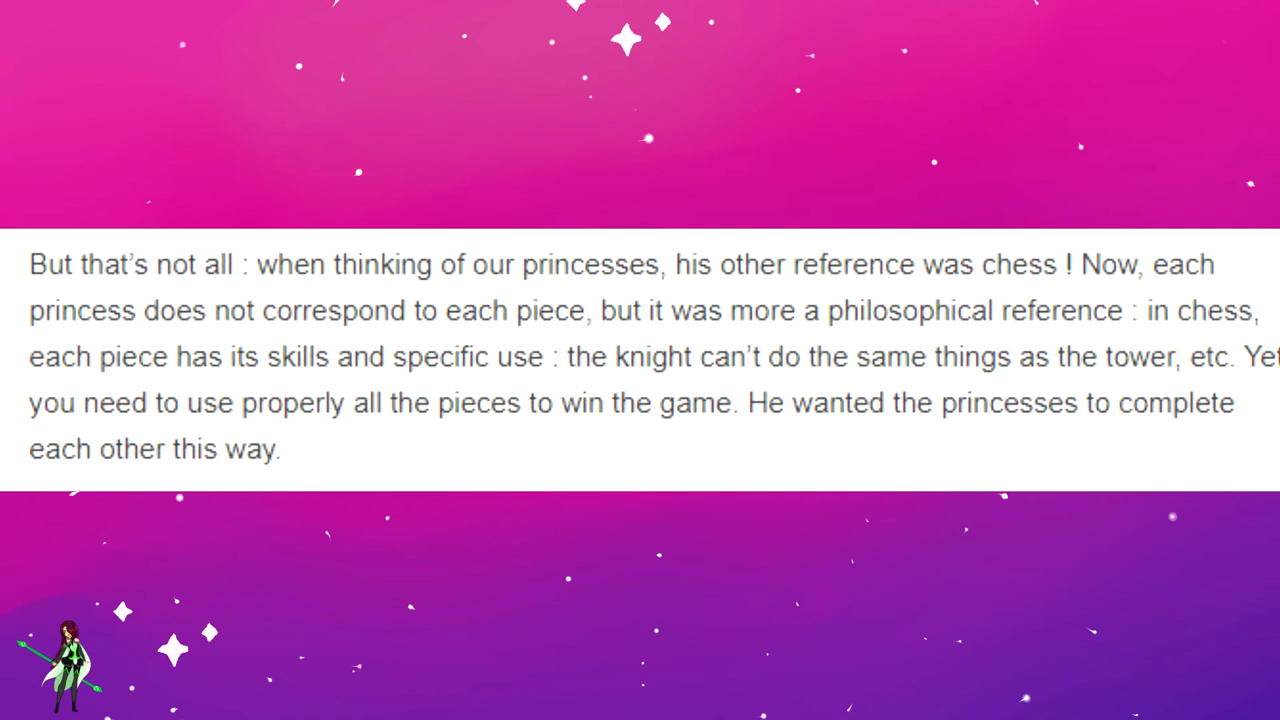 But that's not all : when thinking of our princesses, his other reference was chess ! Now, each
princess does not correspond to each piece, but it was more a philosophical reference : in chess,
each piece has its skills and specific use : the knight can't do the same things as the tower, etc. Yet
you need to use properly all the pieces to win the game. He wanted the princesses to complete
each other this way.